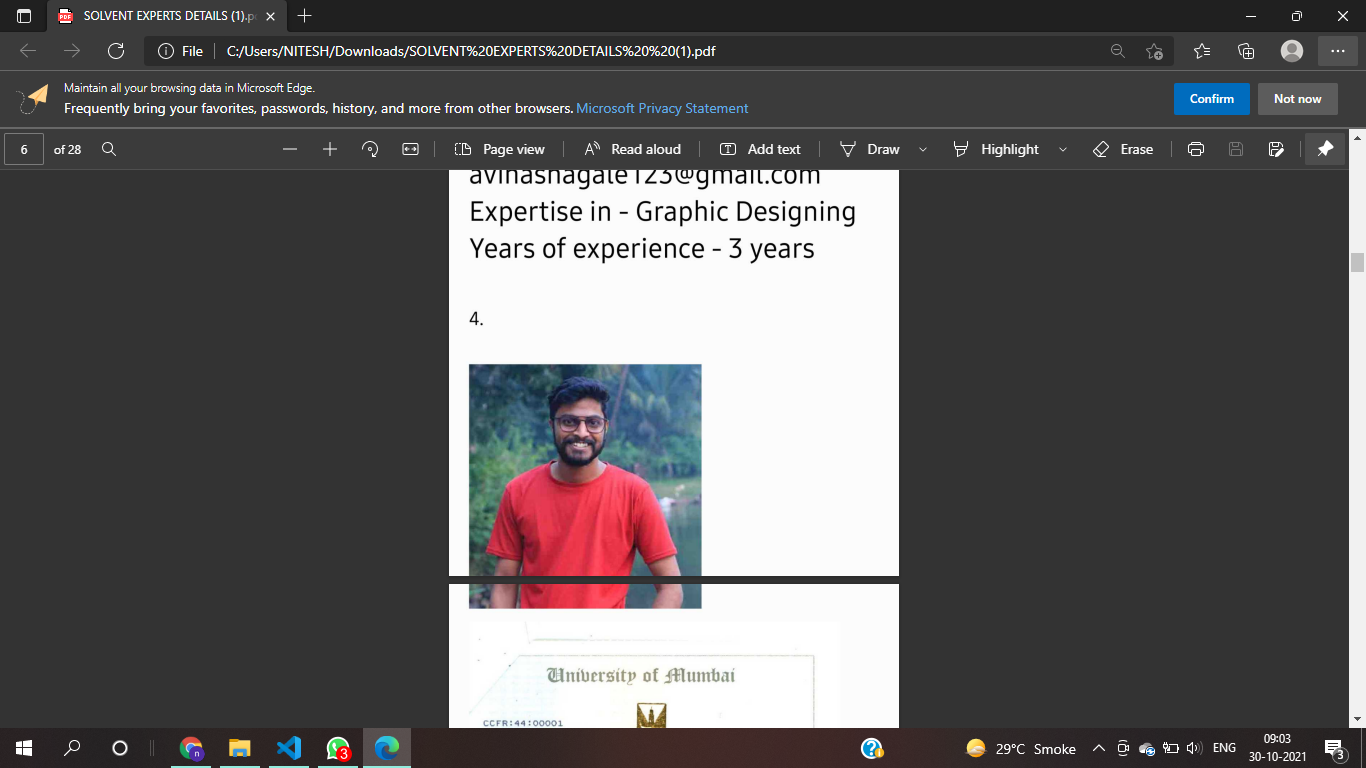 SOLVENT EXPERTS DETAILS (1).p
File
C:/Users/NITESH/Downloads/SOLVENT%20EXPERTS%20DETAILS%20%20(1).pdf
Maintain all your browsing data in Microsoft Edge.
Frequently bring your favorites, passwords, history, and more from other browsers. Microsoft Privacy Statement
Confirm
Not now
6 of 28
Page view
Read aloud
Add text
Draw
Highlight
Erase
avinashagale123@gmail.com
Expertise in - Graphic Designing
Years of experience - 3 years
4.
University of Mumbai
CCFR:44:00001
3
29°C Smoke
ENG
09:03
30-10-2021
3